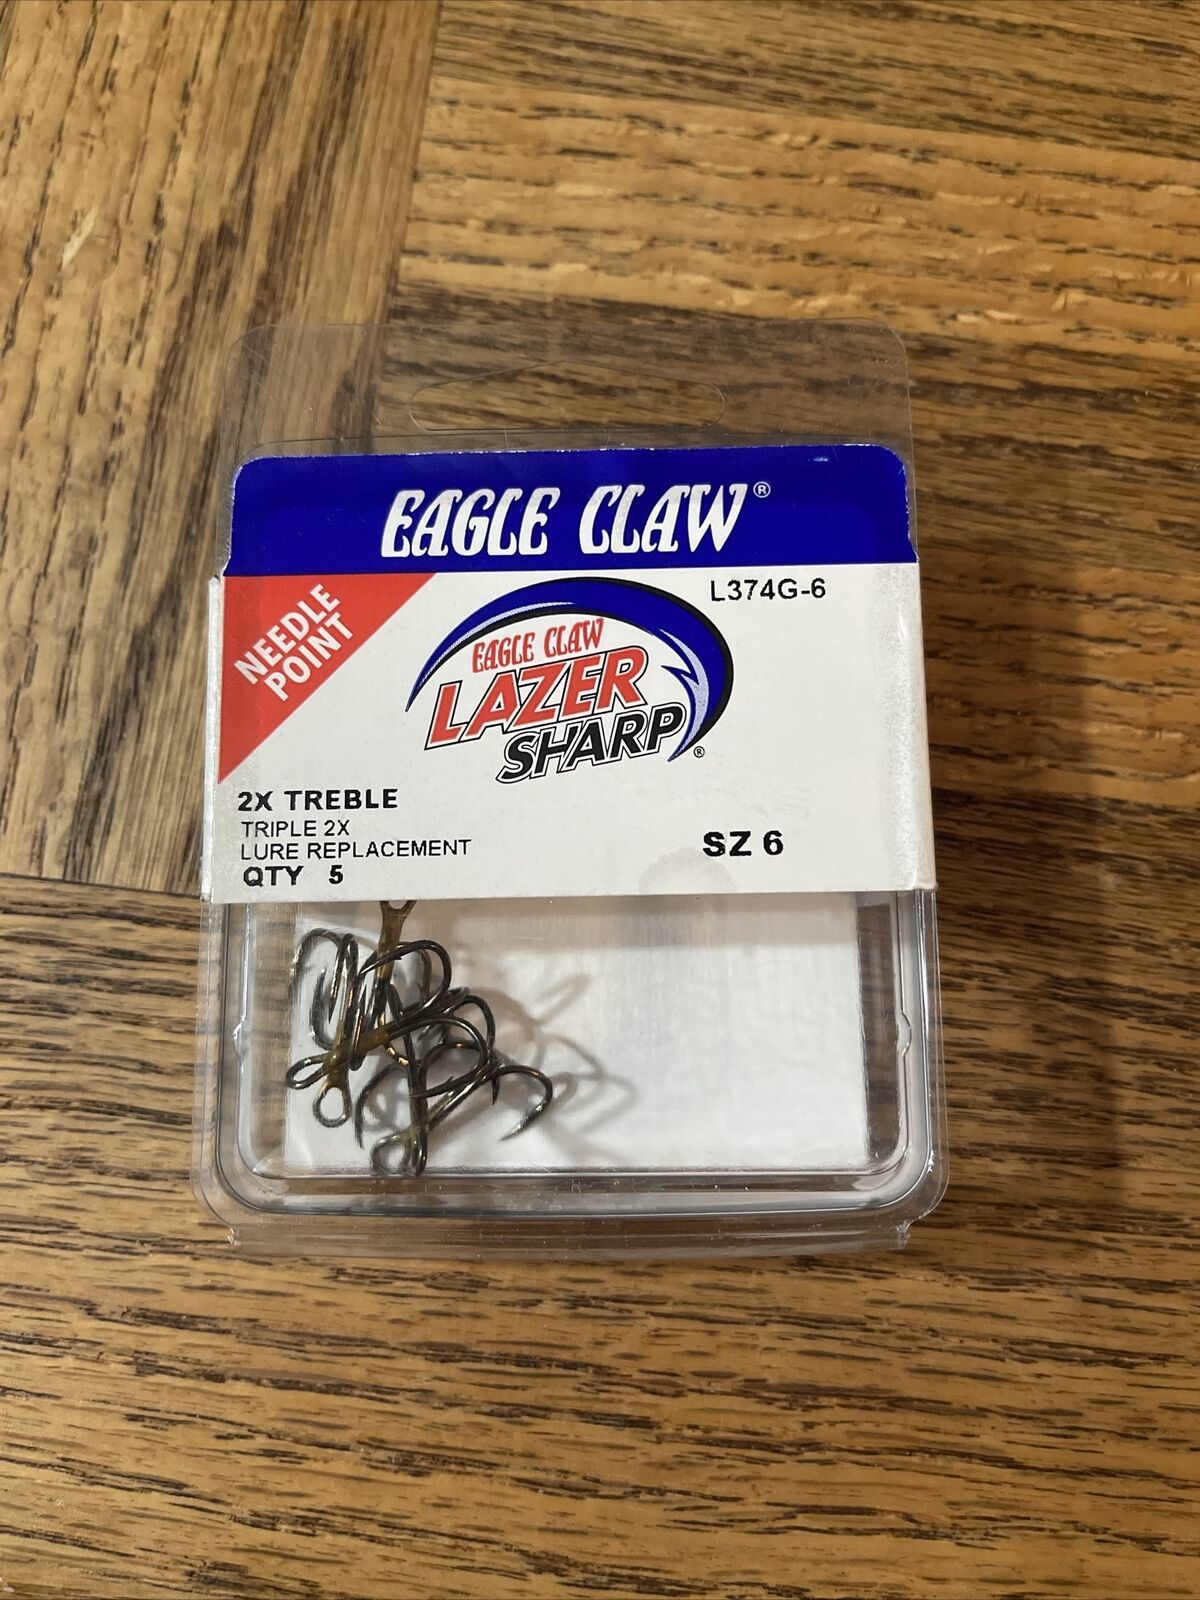 EAGLE CLAW®
NEEDLE
POINT
L374G-6
EAGLE CLAW
LAZER
SHARP®
2X TREBLE
TRIPLE 2X
LURE REPLACEMENT
QTY 5
SZ 6